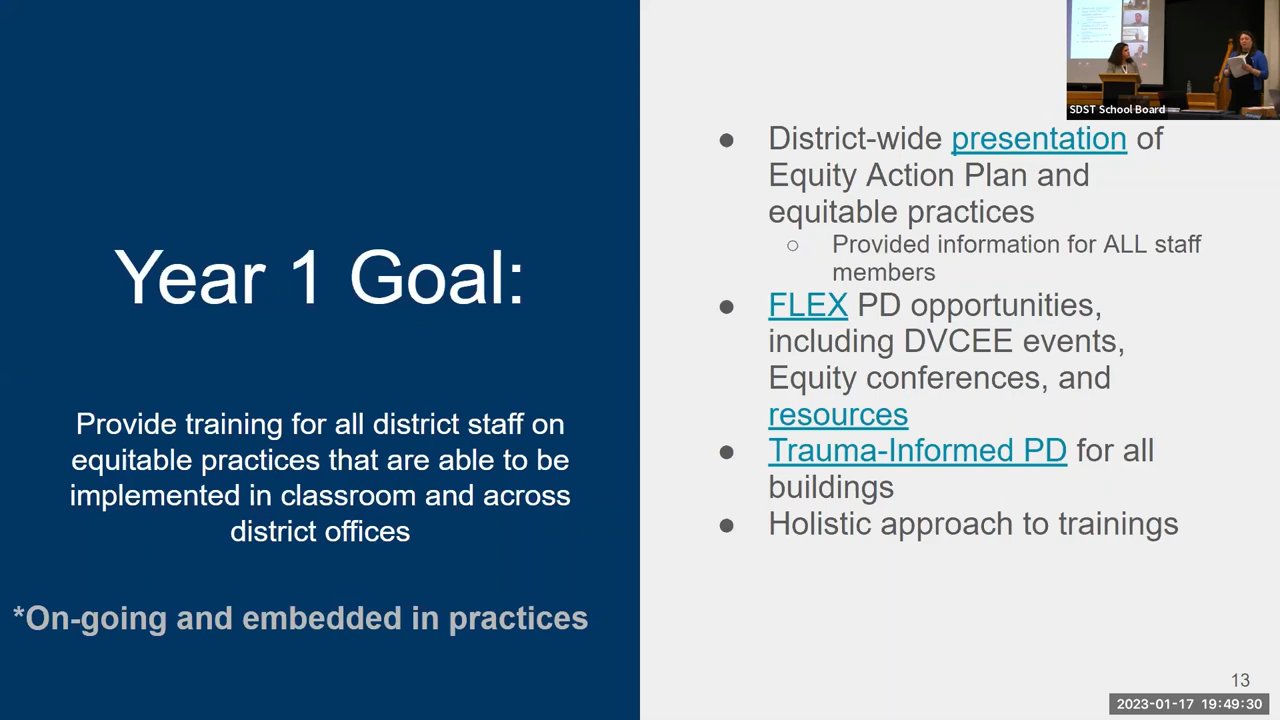 Year 1 Goal:
Provide training for all district staff on
equitable practices that are able to be
implemented in classroom and across
district offices
*On-going and embedded in practices
SDST School Board
● District-wide presentation of
Equity Action Plan and
equitable practices
○ Provided information for ALL staff
members
● FLEX PD opportunities,
including DVCEE events,
Equity conferences, and
resources
● Trauma-Informed PD for all
buildings
● Holistic approach to trainings
13
2023-01-17 19:49:30